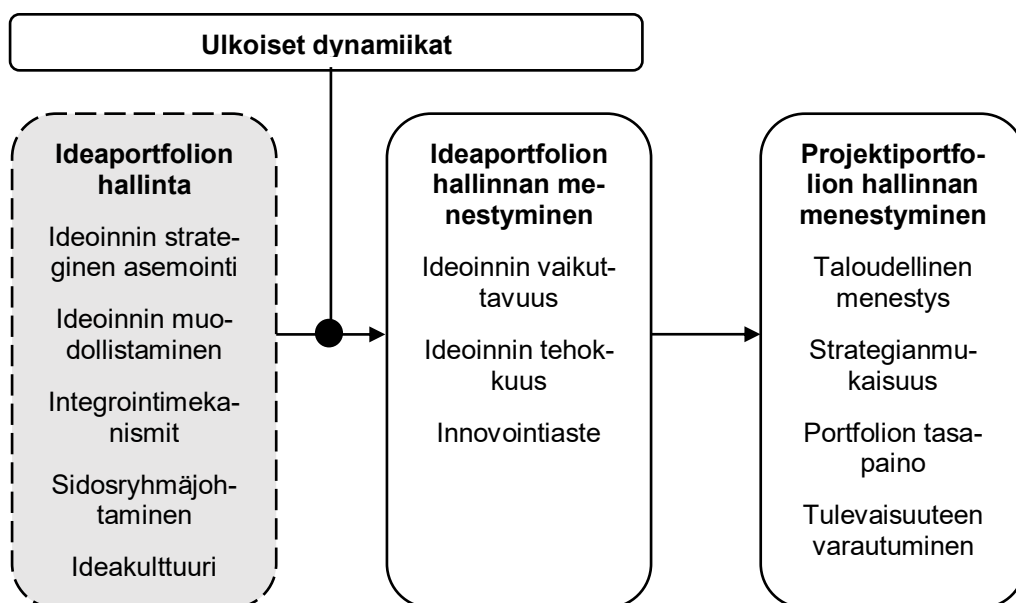 Ulkoiset dynamiikat
Ideaportfolion
hallinta
Ideoinnin strate-
ginen asemointi
Ideoinnin muo-
dollistaminen
Integrointimeka-
nismit
Sidosryhmäjoh-
taminen
Ideakulttuuri
Ideaportfolion
hallinnan me-
nestyminen
Ideoinnin vaikut-
tavuus
Ideoinnin tehok-
kuus
Innovointiaste
Projektiportfo-
lion hallinnan
menestyminen
Taloudellinen
menestys
Strategianmu-
kaisuus
Portfolion tasa-
paino
Tulevaisuuteen
varautuminen